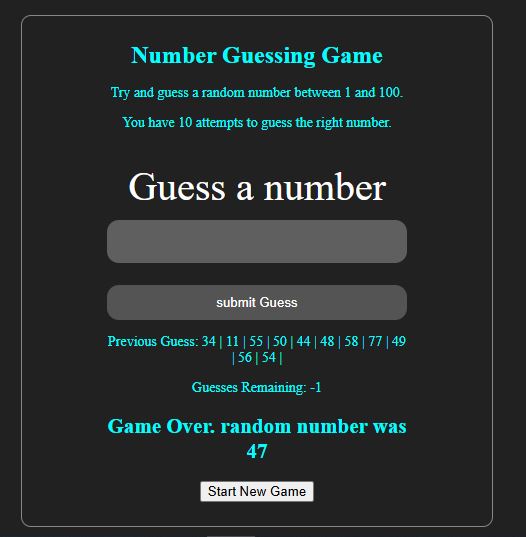 Number Guessing Game
Try and guess a random number between 1 and 100.
You have 10 attempts to guess the right number.
Guess a number
submit Guess
Previous Guess: 34 | 11 | 55 | 50 | 44 | 48 | 58 | 77 | 49
| 56 | 54 |
Guesses Remaining: -1
Game Over. random number was
47
Start New Game